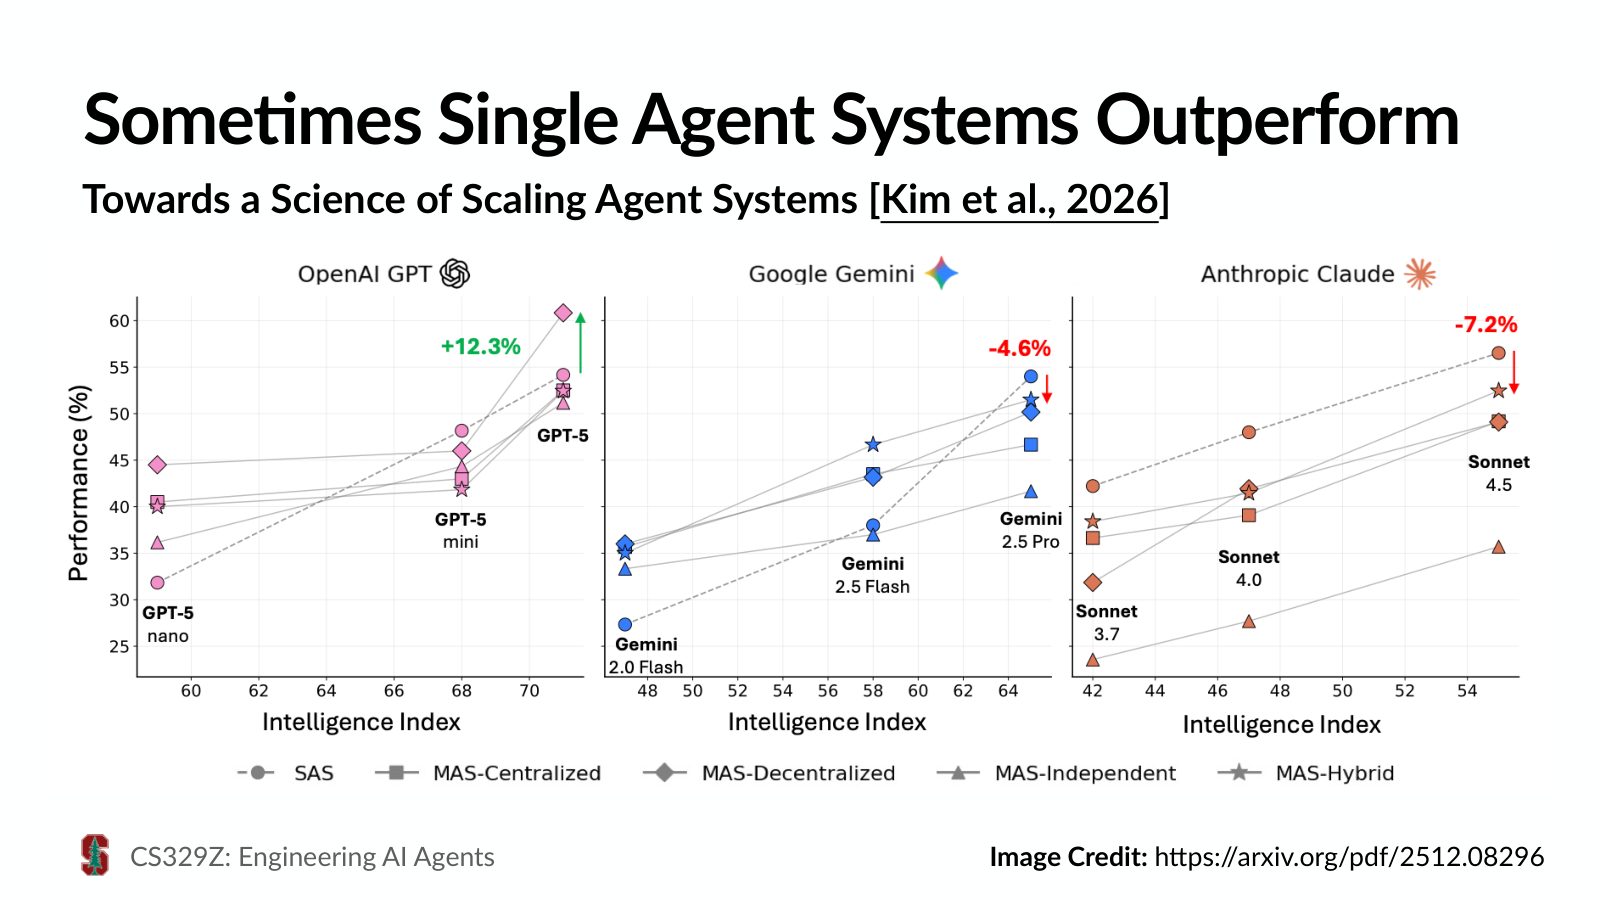 Sometimes Single Agent Systems Outperform
Towards a Science of Scaling Agent Systems [Kim et al., 2026]
OpenAI GPT
Google Gemini
Anthropic Claude
Performance (%)
60
55
50
45
40
35
30
25
+12.3%
GPT-5
GPT-5
mini
GPT-5
nano
60 62 64 66 68 70
Intelligence Index
-4.6%
Gemini
2.5 Pro
Gemini
2.5 Flash
Gemini
2.0 Flash
48 50 52 54 56 58 60 62 64
Intelligence Index
-7.2%
Sonnet
4.5
Sonnet
4.0
Sonnet
3.7
42 44 46 48 50 52 54
Intelligence Index
SAS MAS-Centralized MAS-Decentralized MAS-Independent MAS-Hybrid
CS329Z: Engineering AI Agents
Image Credit: https://arxiv.org/pdf/2512.08296